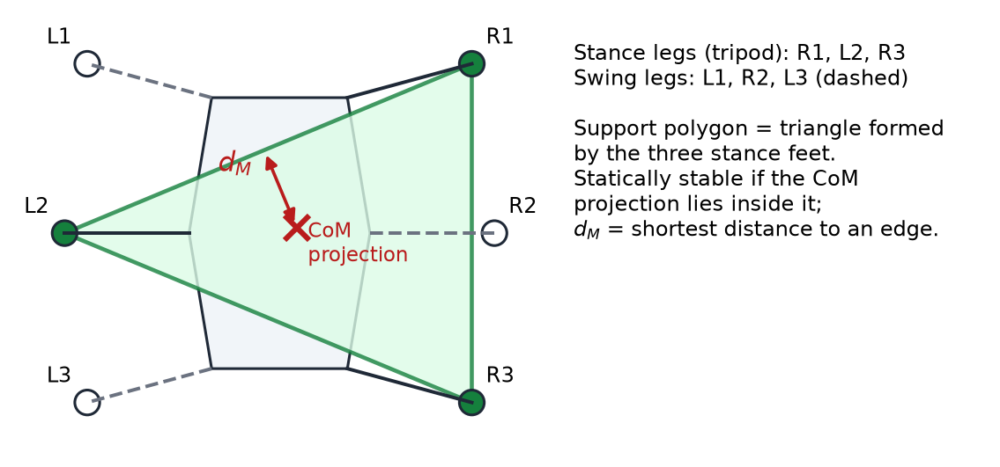 L1
R1
Stance legs (tripod): R1, L2, R3
Swing legs: L1, R2, L3 (dashed)
Support polygon = triangle formed
by the three stance feet.
Statically stable if the CoM
projection lies inside it;
d_M = shortest distance to an edge.
d_M
L2
R2
CoM
projection
L3
R3